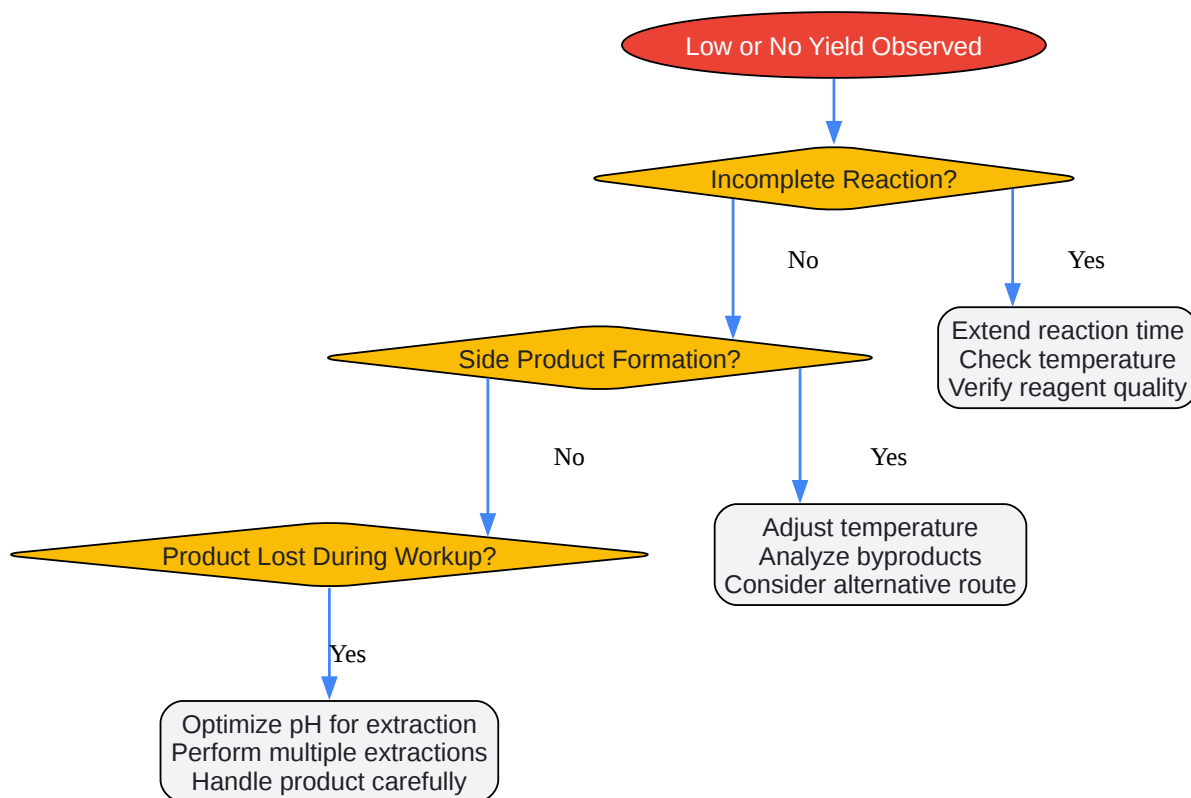 Low or No Yield Observed
Incomplete Reaction?
No
Yes
Extend reaction time
Check temperature
Verify reagent quality
Side Product Formation?
No
Yes
Adjust temperature
Analyze byproducts
Consider alternative route
Product Lost During Workup?
Yes
Optimize pH for extraction
Perform multiple extractions
Handle product carefully